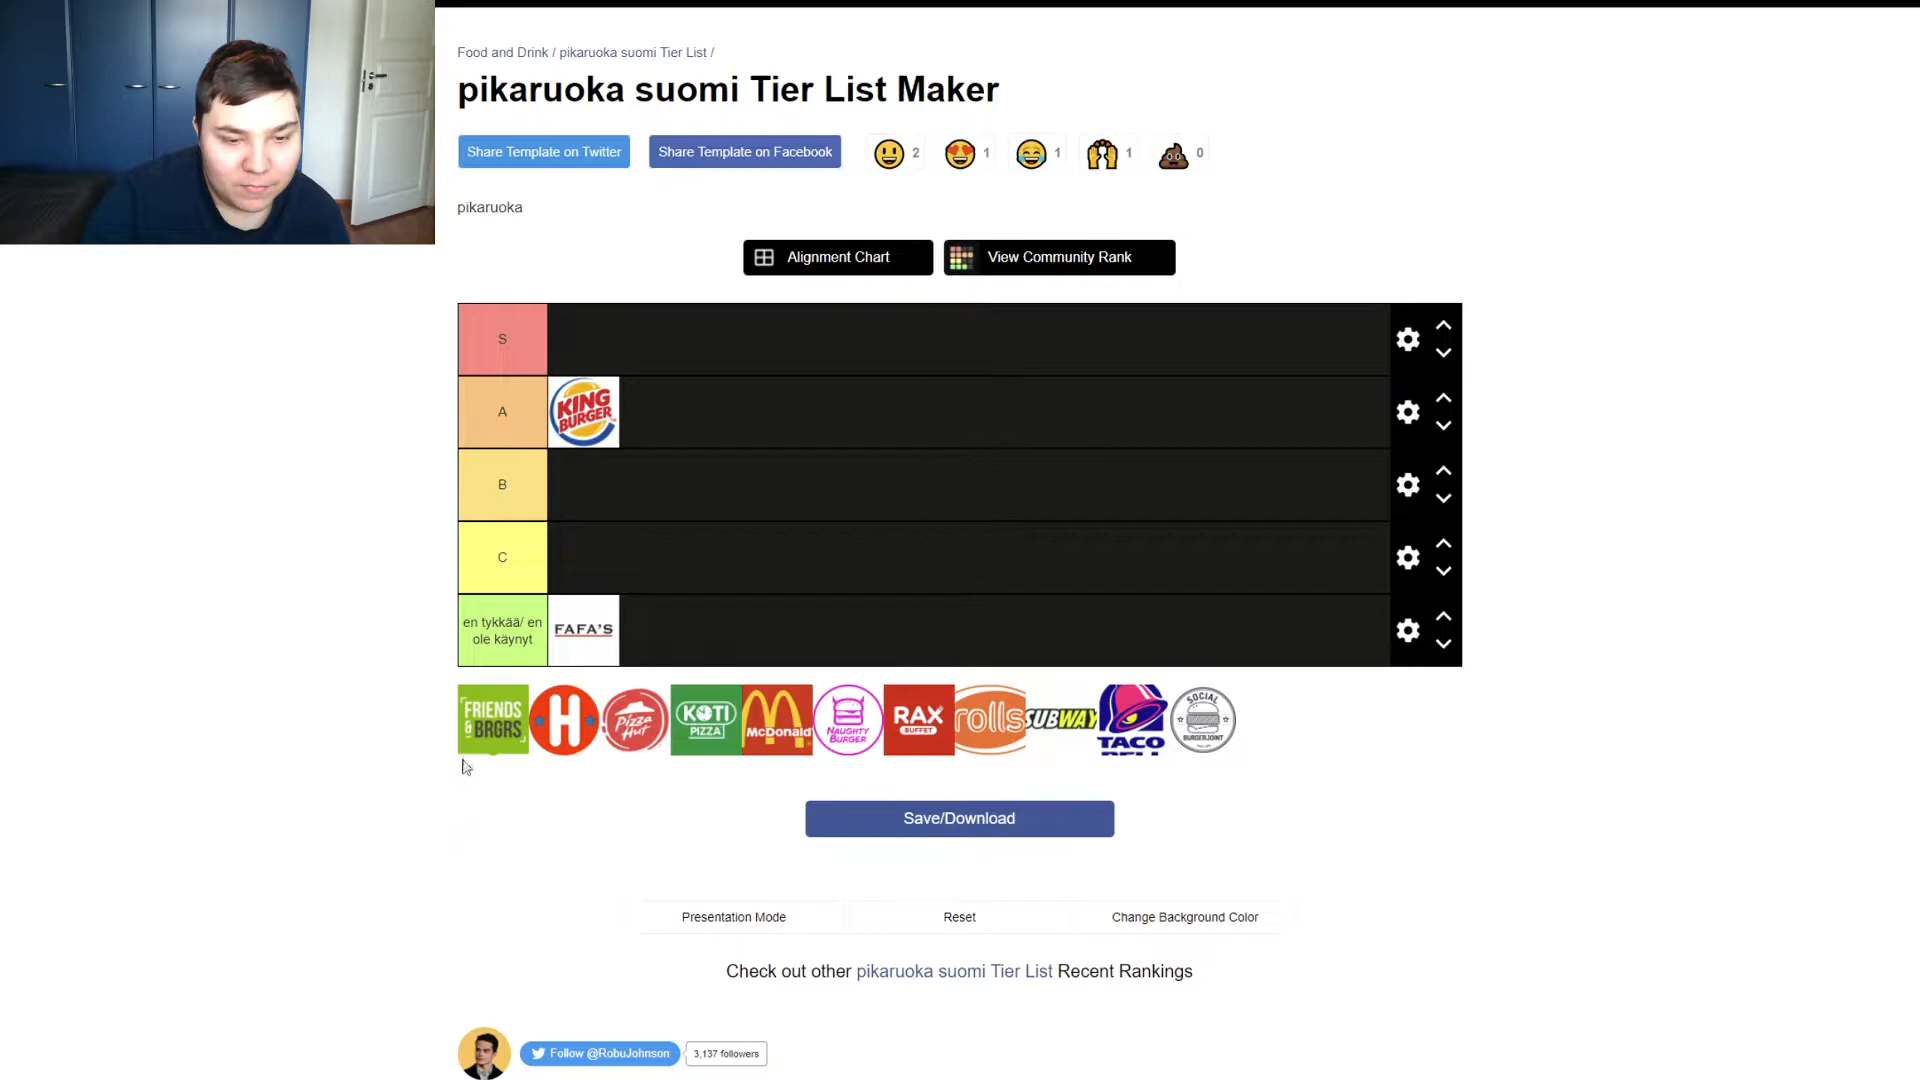 Food and Drink / pikaruoka suomi Tier List /
pikaruoka suomi Tier List Maker
Share Template on Twitter
Share Template on Facebook
2
1
1
1
0
pikaruoka
Alignment Chart
View Community Rank
S
A
KING
BURGER
B
C
en tykkää/ en
ole käynyt
FAFA'S
FRIENDS
& BRGRS
H
Pizza
Hut
KOTI
PIZZA
McDonald
NAUGHTY
BURGER
RAX
BUFFET
rolls
SUBWAY
TACO
BELL
SOCIAL
BURGERJOINT
Save/Download
Presentation Mode
Reset
Change Background Color
Check out other pikaruoka suomi Tier List Recent Rankings
Follow @RobuJohnson
3,137 followers